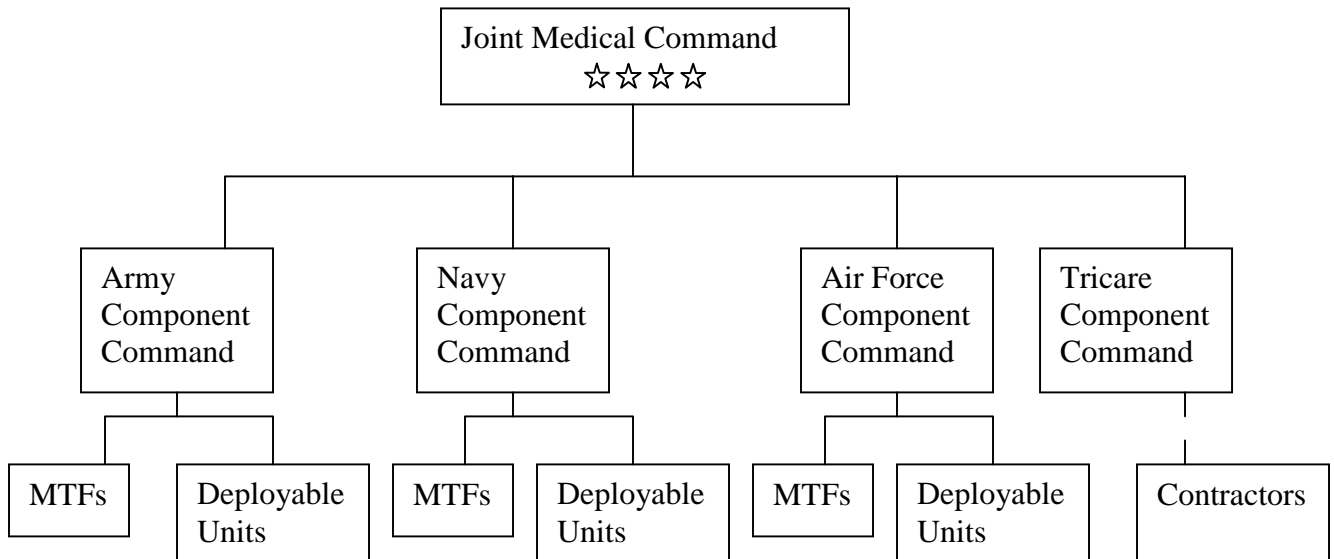 Joint Medical Command
☆☆☆☆
Army
Component
Command
Navy
Component
Command
Air Force
Component
Command
Tricare
Component
Command
MTFs
Deployable
Units
MTFs
Deployable
Units
MTFs
Deployable
Units
Contractors